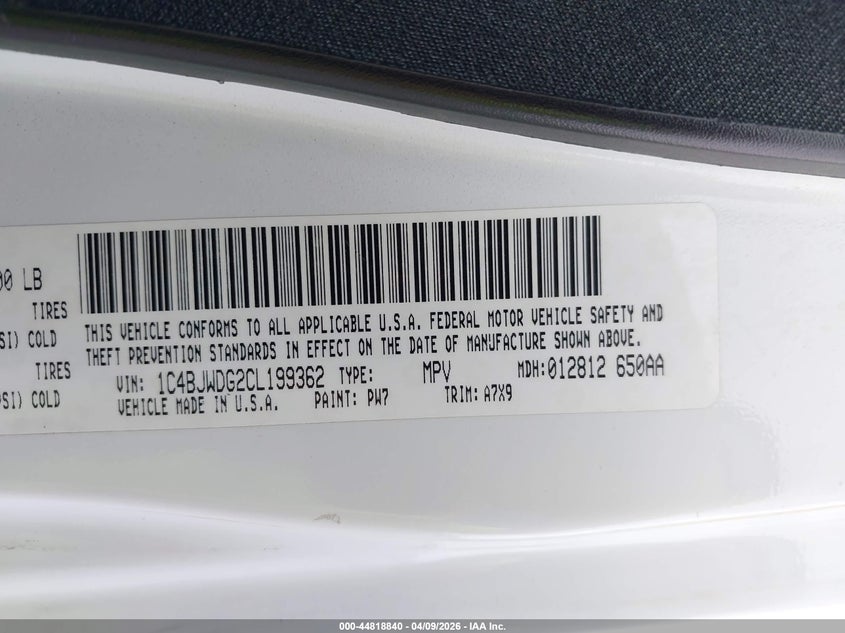 00 LB
TIRES
SI) COLD
TIRES
PSI) COLD
THIS VEHICLE CONFORMS TO ALL APPLICABLE U.S.A. FEDERAL MOTOR VEHICLE SAFETY AND
THEFT PREVENTION STANDARDS IN EFFECT ON THE DATE OF MANUFACTURE SHOWN ABOVE.
VIN: 1C4BJWDG2CL199362 TYPE: MPV MDH:012812 650AA
VEHICLE MADE IN U.S.A. PAINT: PW7 TRIM: A7X9
000-44818840 - 04/09/2026 - IAA Inc.